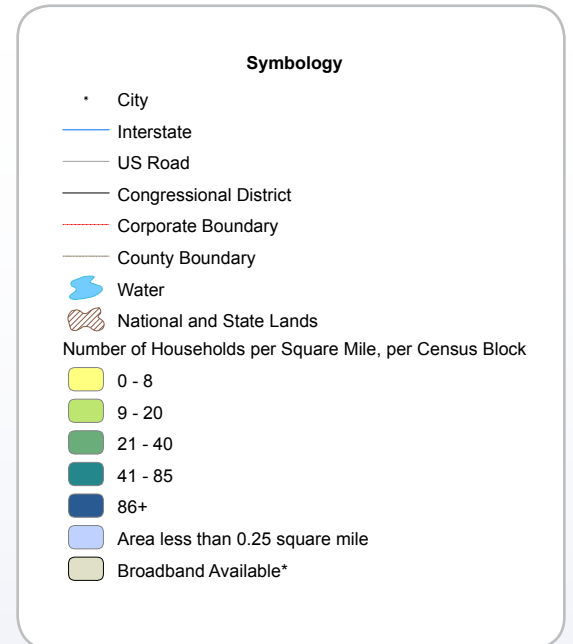 Symbology
City
Interstate
US Road
Congressional District
Corporate Boundary
County Boundary
Water
National and State Lands
Number of Households per Square Mile, per Census Block
0 - 8
9 - 20
21 - 40
41 - 85
86+
Area less than 0.25 square mile
Broadband Available*